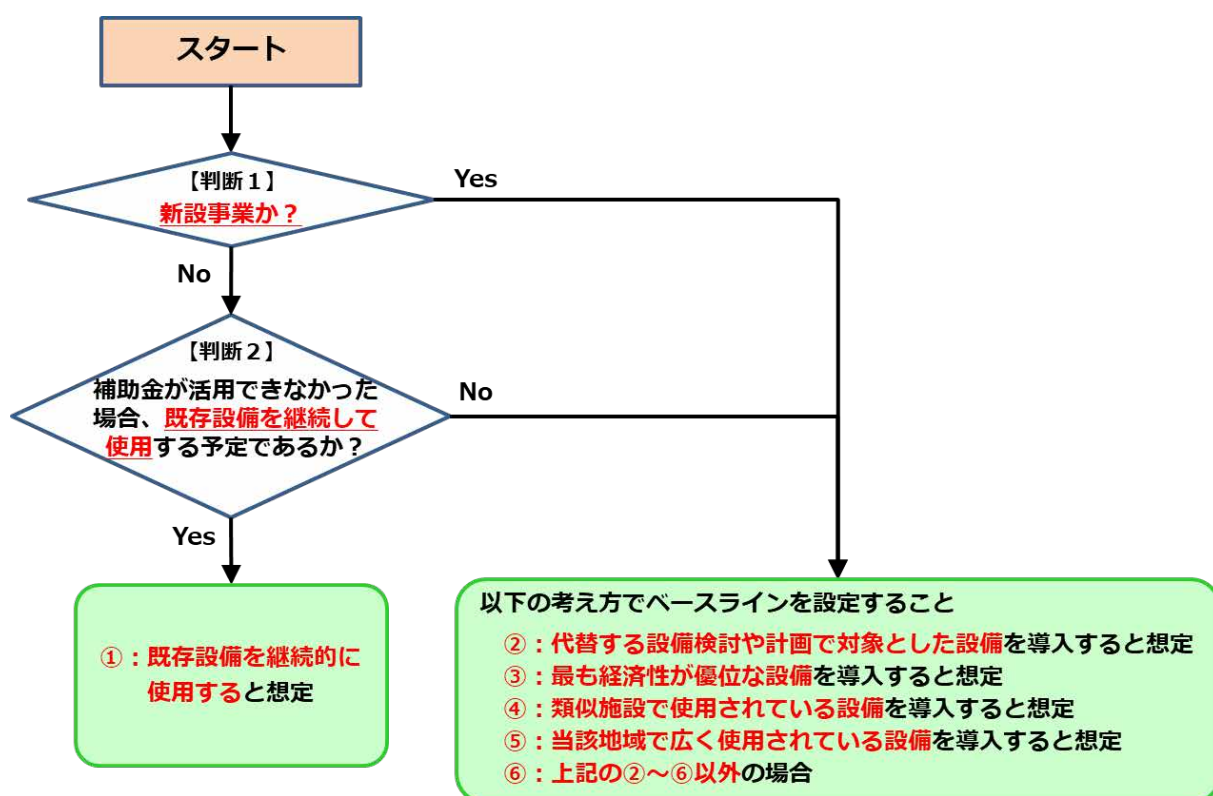 スタート
【判断１】
新設事業か？
Yes
No
【判断２】
補助金が活用できなかった
場合、既存設備を継続して
使用する予定であるか？
No
Yes
①：既存設備を継続的に
使用すると想定
以下の考え方でベースラインを設定すること
②：代替する設備検討や計画で対象とした設備を導入すると想定
③：最も経済性が優位な設備を導入すると想定
④：類似施設で使用されている設備を導入すると想定
⑤：当該地域で広く使用されている設備を導入すると想定
⑥：上記の②～⑥以外の場合